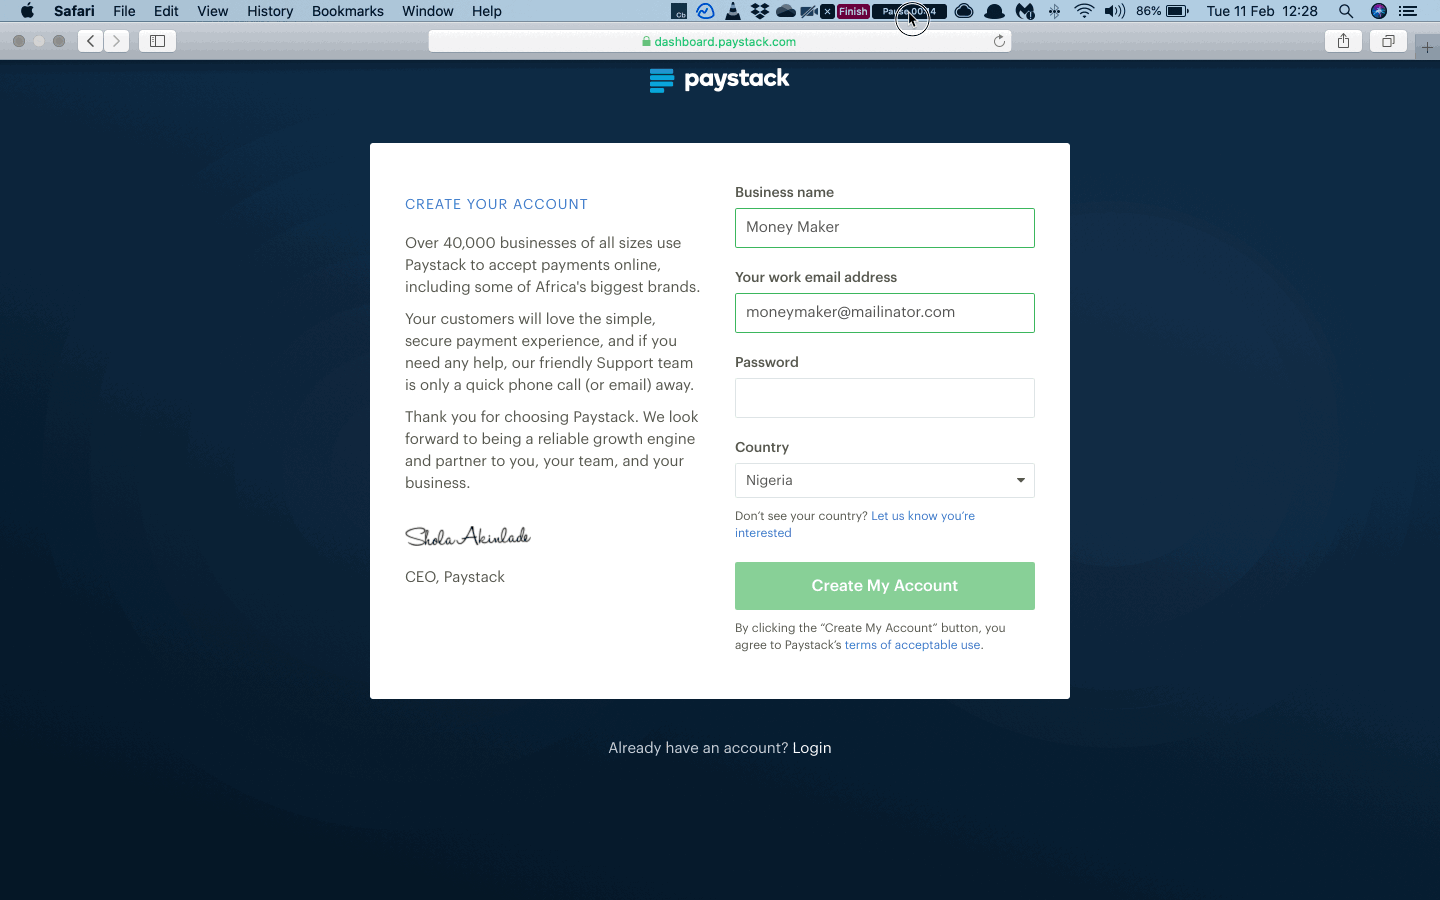 Safari File Edit View History Bookmarks Window Help Cb × Finish 86% Tue 11 Feb 12:28
dashboard.paystack.com
paystack
CREATE YOUR ACCOUNT
Over 40,000 businesses of all sizes use
Paystack to accept payments online,
including some of Africa's biggest brands.
Your customers will love the simple,
secure payment experience, and if you
need any help, our friendly Support team
is only a quick phone call (or email) away.
Thank you for choosing Paystack. We look
forward to being a reliable growth engine
and partner to you, your team, and your
business.
Shola Akinlade
CEO, Paystack
Business name
Money Maker
Your work email address
moneymaker@mailinator.com
Password
Country
Nigeria
Don’t see your country? Let us know you’re
interested
Create My Account
By clicking the “Create My Account” button, you
agree to Paystack’s terms of acceptable use.
Already have an account? Login